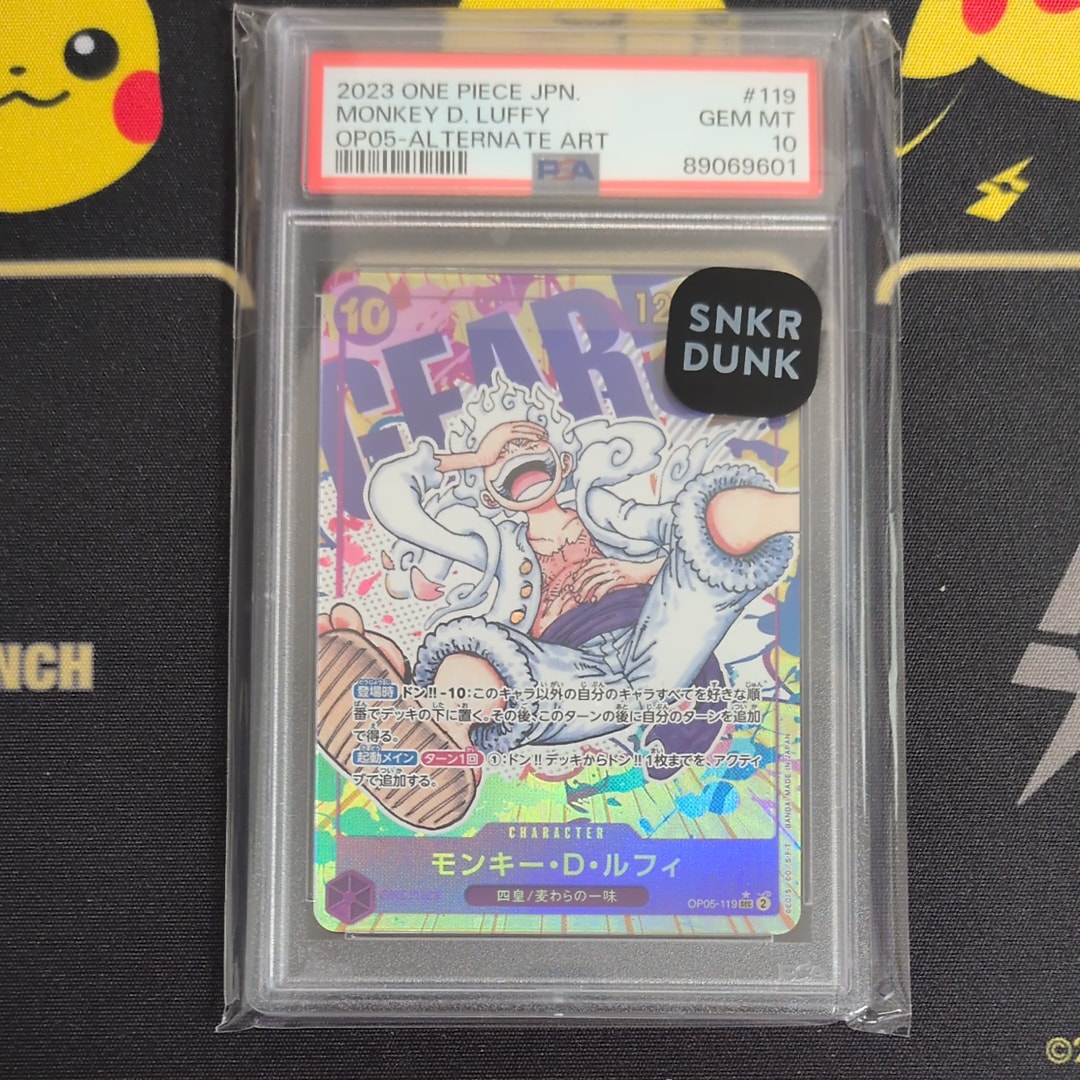 2023 ONE PIECE JPN.
#119
MONKEY D. LUFFY
GEM MT
OP05-ALTERNATE ART
10
PSA
89069601
SNKR
DUNK
10
12
GEAR
登場時 ドン!!-10:このキャラ以外の自分のキャラすべてを好きな順
番でデッキの下に置く。その後、このターンの後に自分のターンを追加
で得る。
起動メイン ターン1回 ①:ドン!!デッキからドン!!1枚までを、アクティ
ブで追加する。
CHARACTER
モンキー・D・ルフィ
四皇/麦わらの一味
OP05-119 SEC 2
BANDAI MADE IN JAPAN
NCH